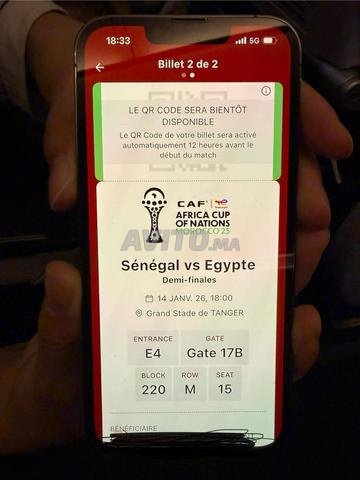 18:33
5G
Billet 2 de 2
LE QR CODE SERA BIENTÔT
DISPONIBLE
Le QR Code de votre billet sera activé
automatiquement 12 heures avant le
début du match
CAF TotalEnergies
AFRICA CUP
OF NATIONS
MOROCCO 25
AVITO.MA
Sénégal vs Egypte
Demi-finales
14 JANV. 26, 18:00
Grand Stade de TANGER
ENTRANCE
E4
GATE
Gate 17B
BLOCK
220
ROW
M
SEAT
15
BÉNÉFICIAIRE